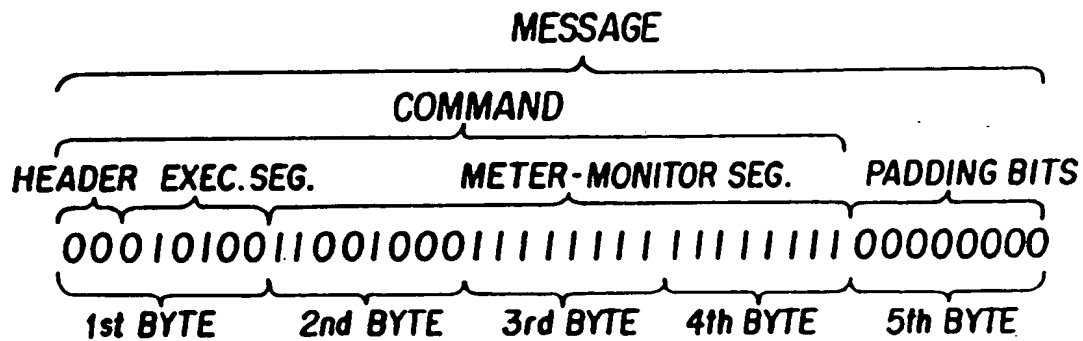 MESSAGE
COMMAND
HEADER EXEC. SEG. METER-MONITOR SEG. PADDING BITS
0001010011001000111111111111111100000000
1st BYTE 2nd BYTE 3rd BYTE 4th BYTE 5th BYTE